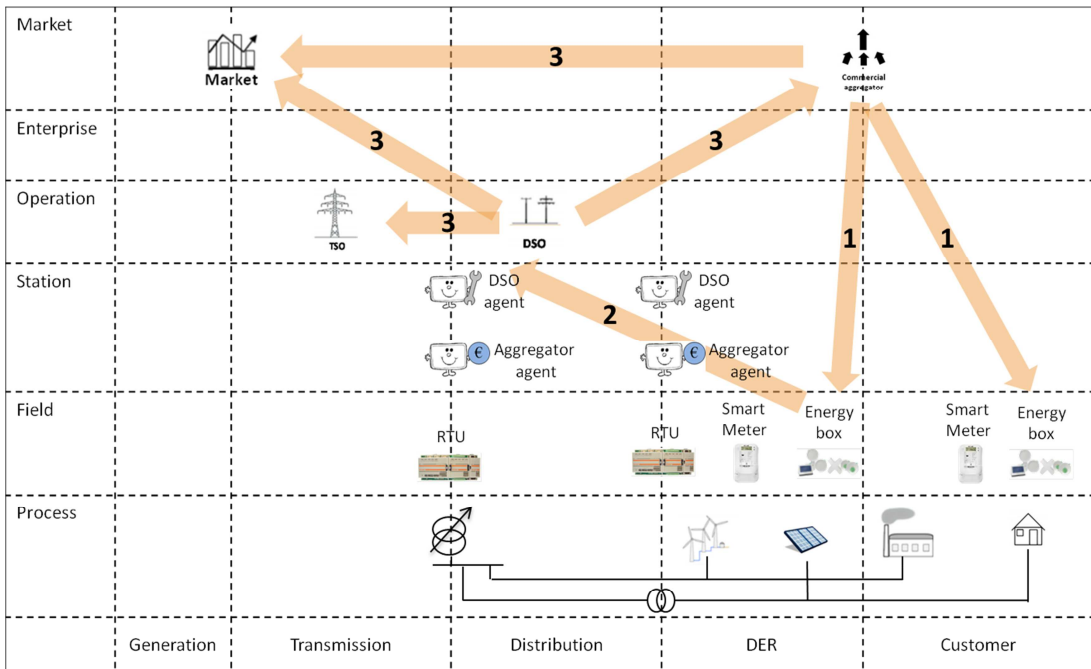 Market
Market
3
Commercial
aggregator
Enterprise
3
3
Operation
TSO
3
DSO
1
1
Station
DSO
agent
2
DSO
agent
€
Aggregator
agent
€
Aggregator
agent
Field
RTU
RTU
Smart
Meter
Energy
box
Smart
Meter
Energy
box
Process
Generation
Transmission
Distribution
DER
Customer